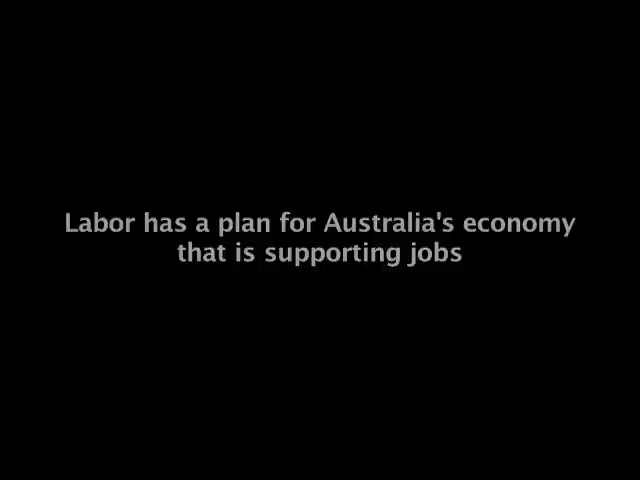 Labor has a plan for Australia's economy
that is supporting jobs